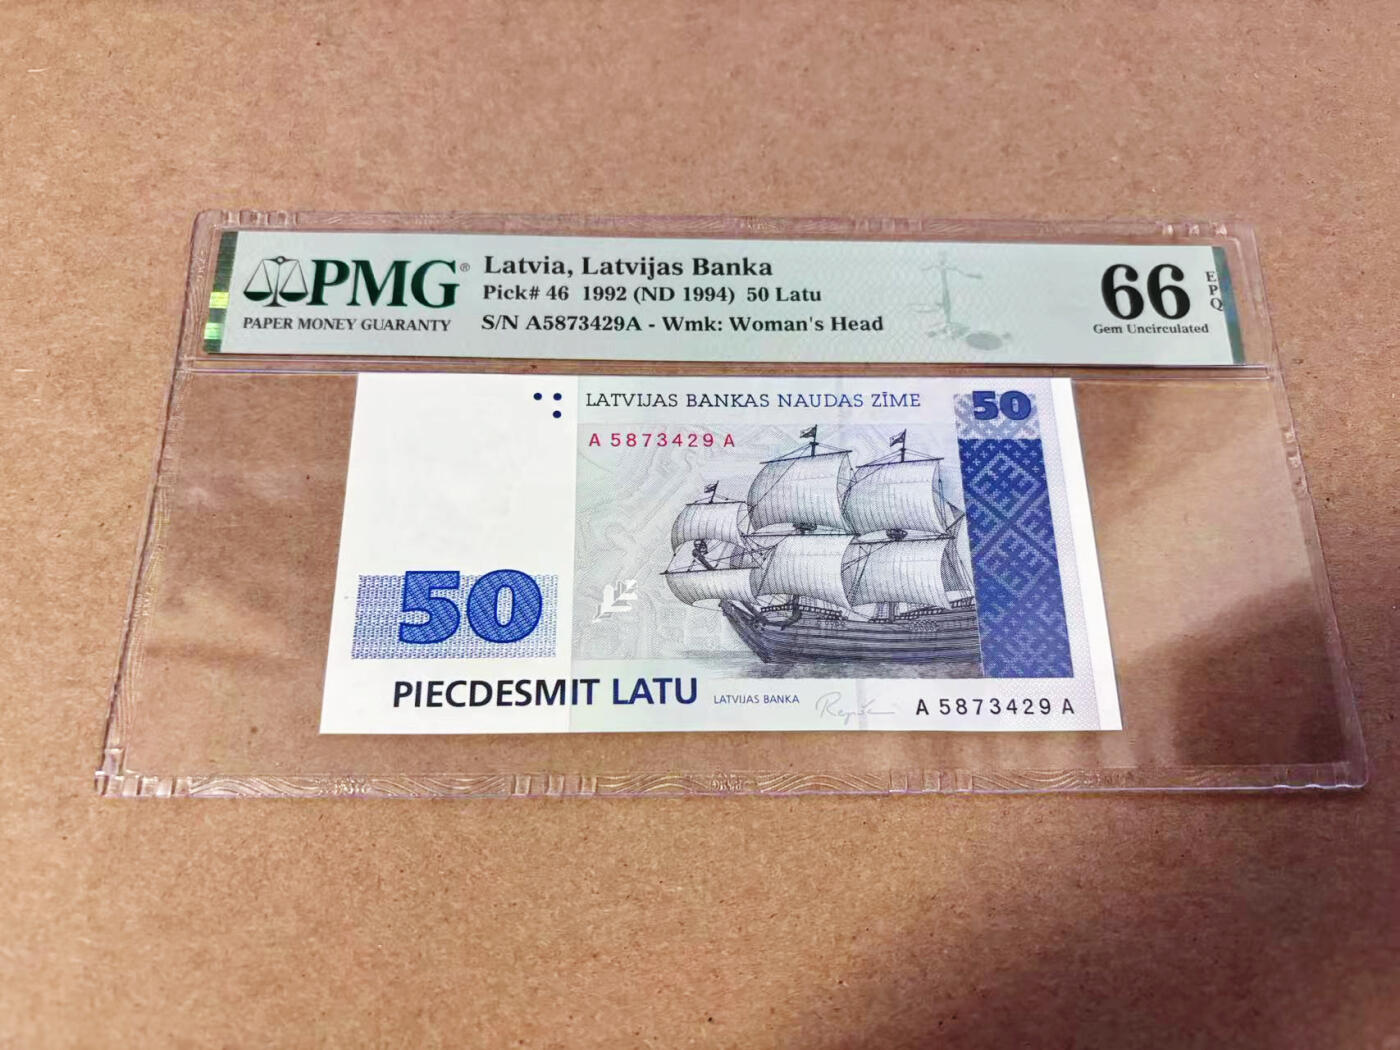 PMG®
PAPER MONEY GUARANTY
Latvia, Latvijas Banka
Pick# 46 1992 (ND 1994) 50 Latu
S/N A5873429A - Wmk: Woman's Head
66
EPQ
Gem Uncirculated
LATVIJAS BANKAS NAUDAS ZĪME
50
A 5873429 A
50
PIECDESMIT LATU
LATVIJAS BANKA
A 5873429 A